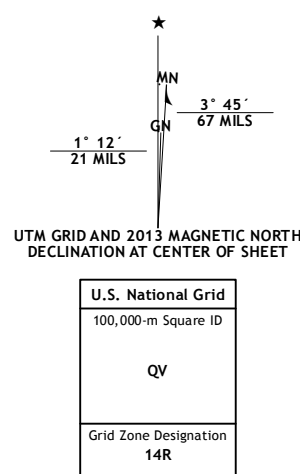 ★
MN
3° 45´
67 MILS
GN
1° 12´
21 MILS
UTM GRID AND 2013 MAGNETIC NORTH
DECLINATION AT CENTER OF SHEET
U.S. National Grid
100,000-m Square ID
QV
Grid Zone Designation
14R